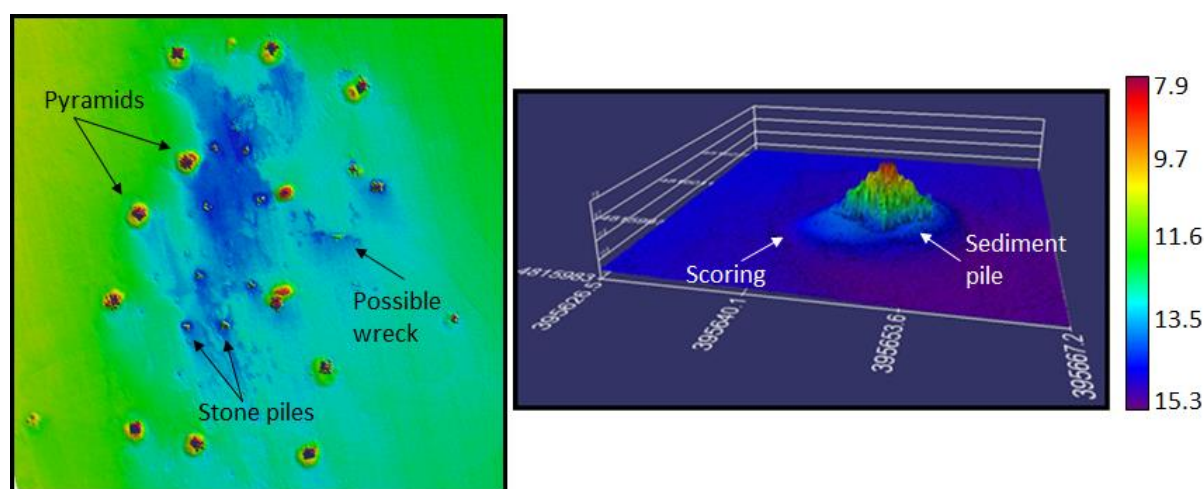 Pyramids
Possible
wreck
Stone piles
Scoring
Sediment
pile
395626.5
395640.1
395653.6
395667.2
7.9
9.7
11.6
13.5
15.3